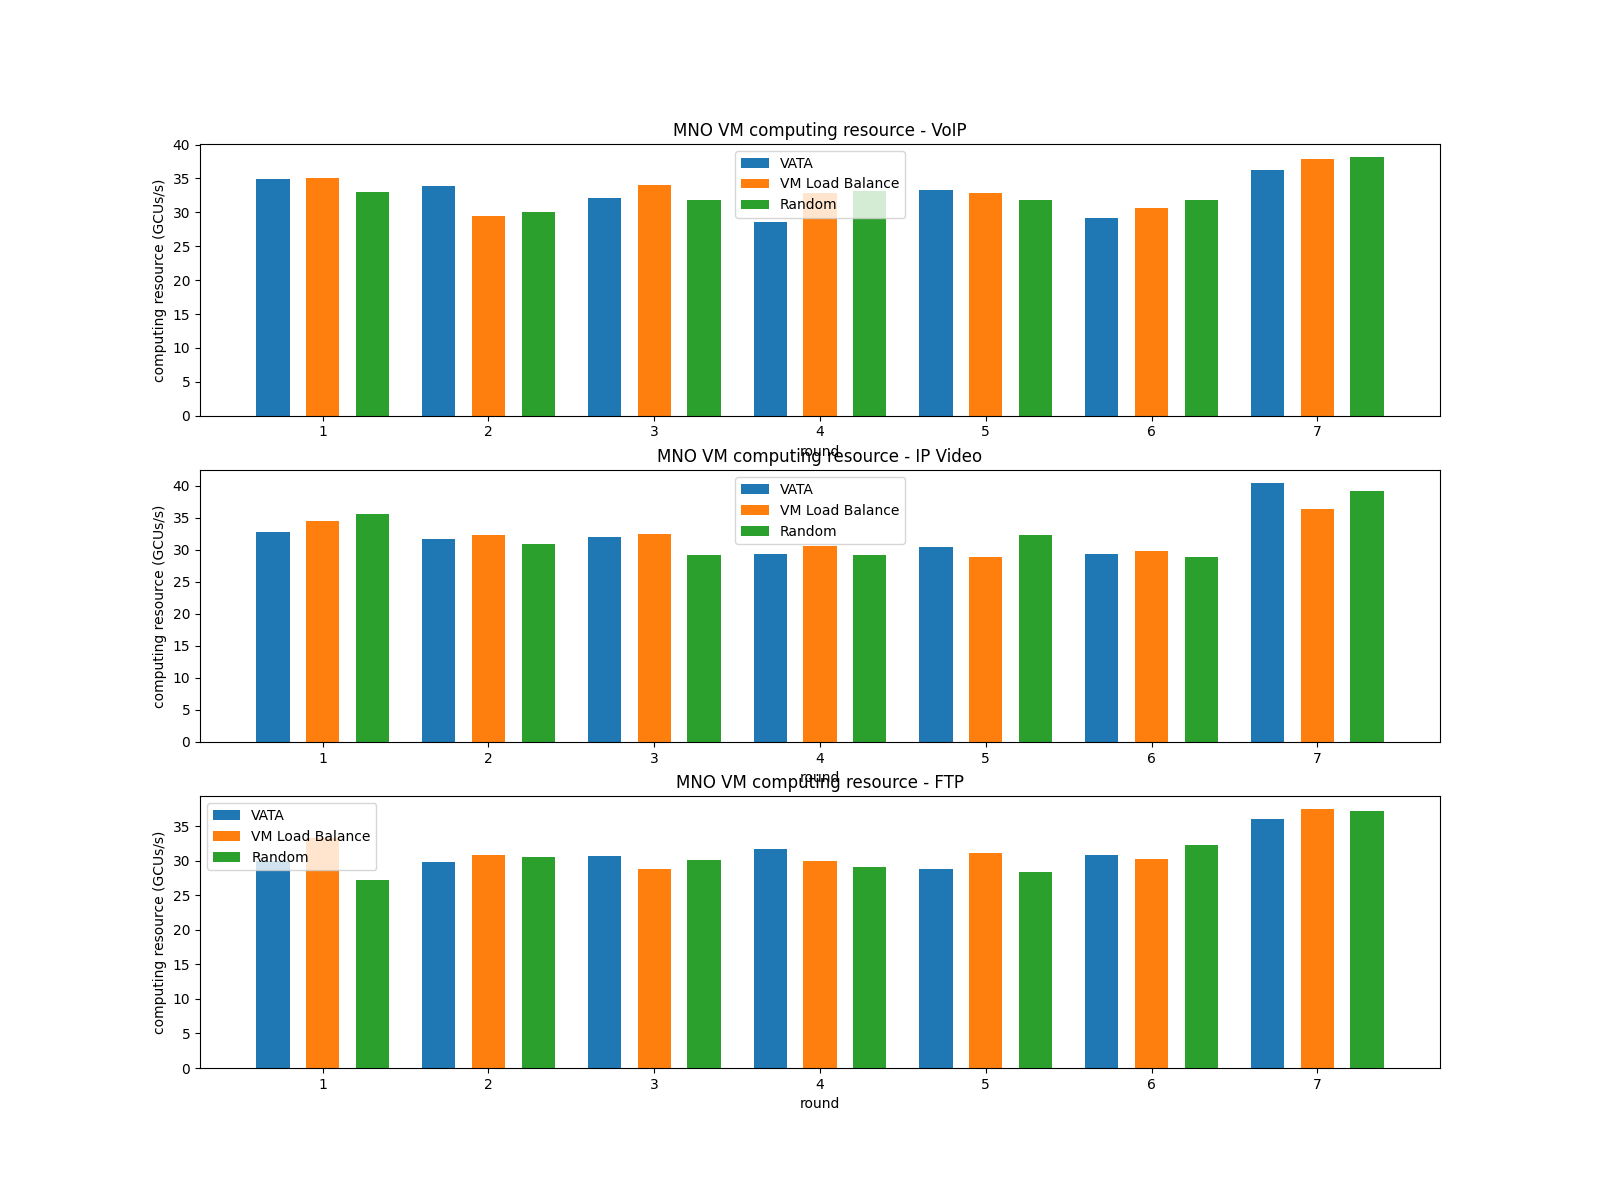 MNO VM computing resource - VoIP
computing resource (GCUs/s)
40
35
30
25
20
15
10
5
0
VATA
VM Load Balance
Random
1 2 3 4 5 6 7
round
MNO VM computing resource - IP Video
computing resource (GCUs/s)
40
35
30
25
20
15
10
5
0
VATA
VM Load Balance
Random
1 2 3 4 5 6 7
round
MNO VM computing resource - FTP
computing resource (GCUs/s)
35
30
25
20
15
10
5
0
VATA
VM Load Balance
Random
1 2 3 4 5 6 7
round